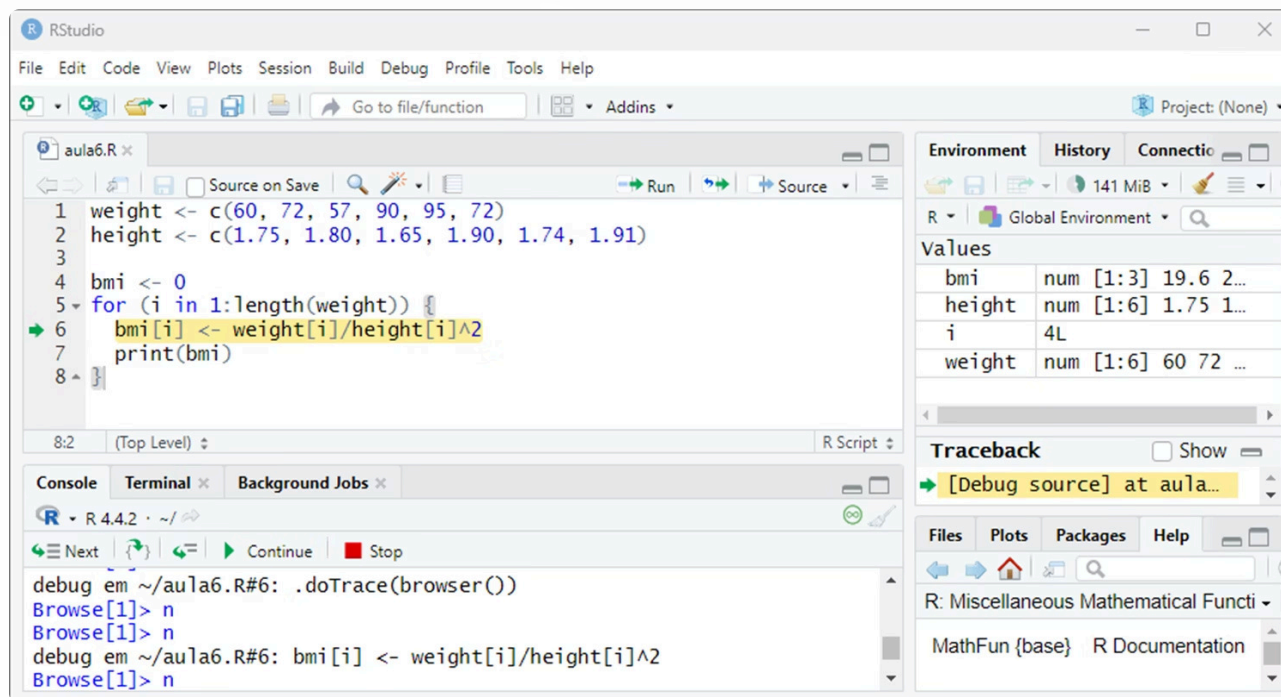 RStudio
File Edit Code View Plots Session Build Debug Profile Tools Help
Go to file/function Addins Project: (None)
aula6.R
Source on Save Run Source
1 weight <- c(60, 72, 57, 90, 95, 72)
2 height <- c(1.75, 1.80, 1.65, 1.90, 1.74, 1.91)
3
4 bmi <- 0
5 for (i in 1:length(weight)) {
6 bmi[i] <- weight[i]/height[i]^2
7 print(bmi)
8 }
8:2 (Top Level) R Script
Console Terminal Background Jobs
R 4.4.2 · ~/
Next Continue Stop
debug em ~/aula6.R#6: .doTrace(browser())
Browse[1]> n
Browse[1]> n
debug em ~/aula6.R#6: bmi[i] <- weight[i]/height[i]^2
Browse[1]> n
Environment History Connectio
141 MiB
R Global Environment
Values
bmi num [1:3] 19.6 2…
height num [1:6] 1.75 1…
i 4L
weight num [1:6] 60 72 …
Traceback Show
[Debug source] at aula…
Files Plots Packages Help
R: Miscellaneous Mathematical Functi
MathFun {base} R Documentation